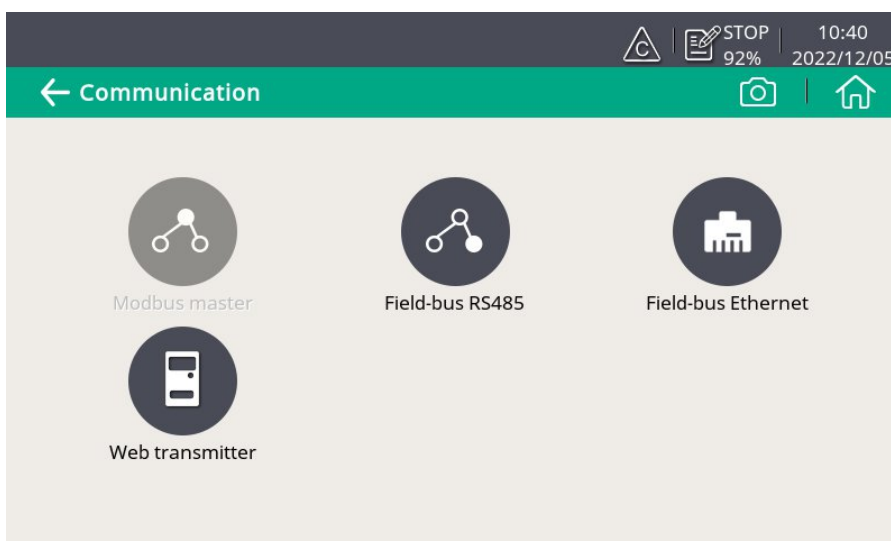 C
STOP
92%
10:40
2022/12/05
Communication
Modbus master
Field-bus RS485
Field-bus Ethernet
Web transmitter